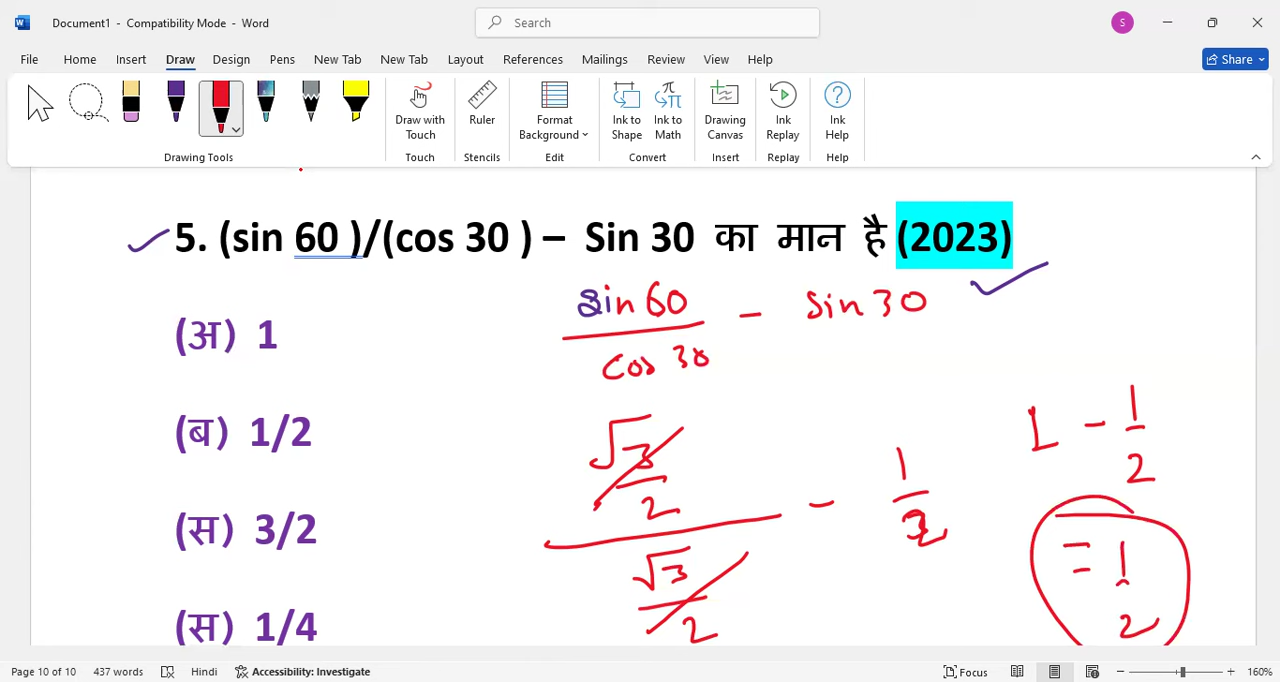 Document1 - Compatibility Mode - Word
Search
S
File Home Insert Draw Design Pens New Tab New Tab Layout References Mailings Review View Help
Share
Draw with Touch
Ruler
Format Background
Ink to Shape
Ink to Math
Drawing Canvas
Ink Replay
Ink Help
Drawing Tools
Touch
Stencils
Edit
Convert
Insert
Replay
Help
5. (sin 60 )/(cos 30 ) – Sin 30 का मान है (2023)
sin 60 / cos 30 - Sin 30
(अ) 1
(ब) 1/2
√3/2 / √3/2 - 1/2
1 - 1/2
= 1/2
(स) 3/2
(स) 1/4
Page 10 of 10
437 words
Hindi
Accessibility: Investigate
Focus
160%